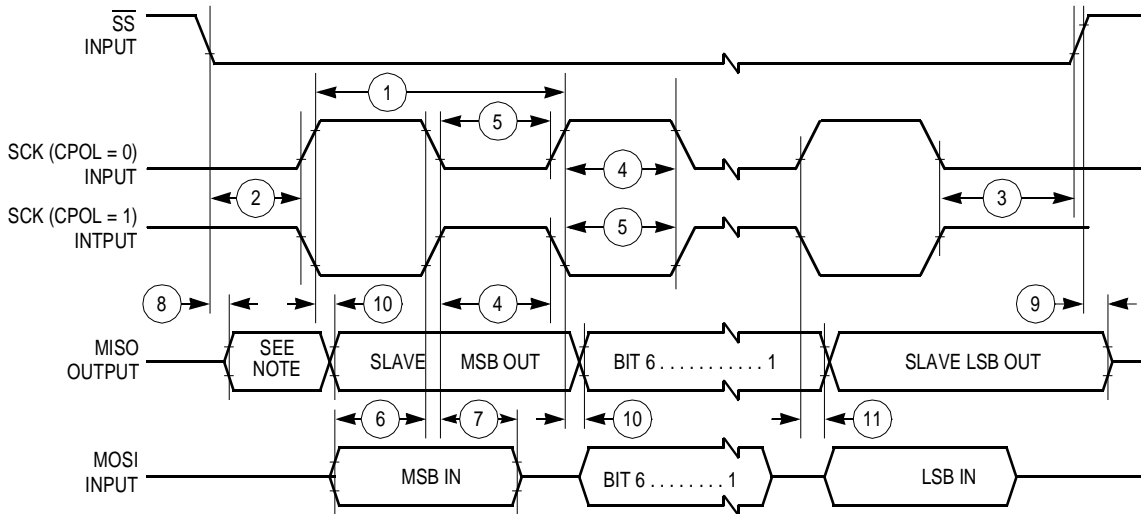 SS
INPUT
1
5
SCK (CPOL = 0)
INPUT
4
2
3
SCK (CPOL = 1)
INTPUT
5
8
10
4
9
MISO
OUTPUT
SEE
NOTE
SLAVE
MSB OUT
BIT 6 . . . . . . . . . . . 1
SLAVE LSB OUT
6
7
10
11
MOSI
INPUT
MSB IN
BIT 6 . . . . . . . . 1
LSB IN